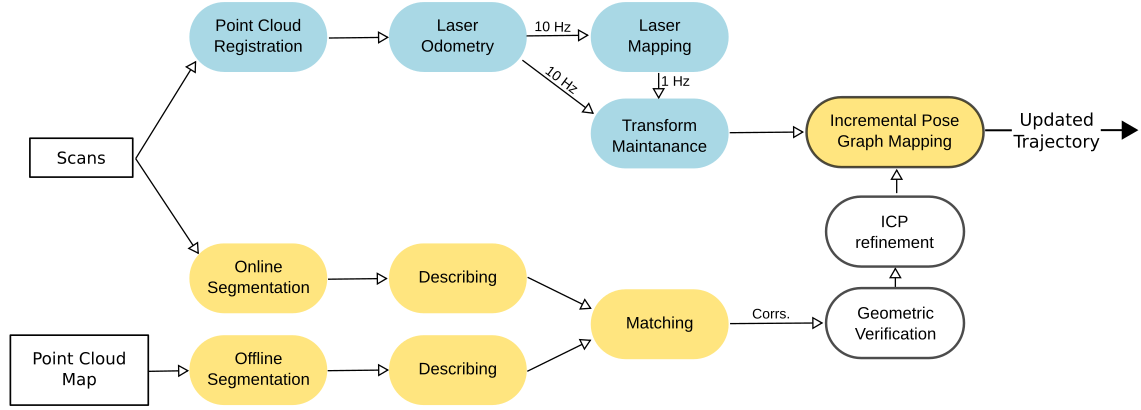 Point Cloud
Registration
Laser
Odometry
10 Hz
Laser
Mapping
10 Hz
1 Hz
Transform
Maintanance
Incremental Pose
Graph Mapping
Updated
Trajectory
Scans
ICP
refinement
Online
Segmentation
Describing
Matching
Corrs.
Geometric
Verification
Point Cloud
Map
Offline
Segmentation
Describing